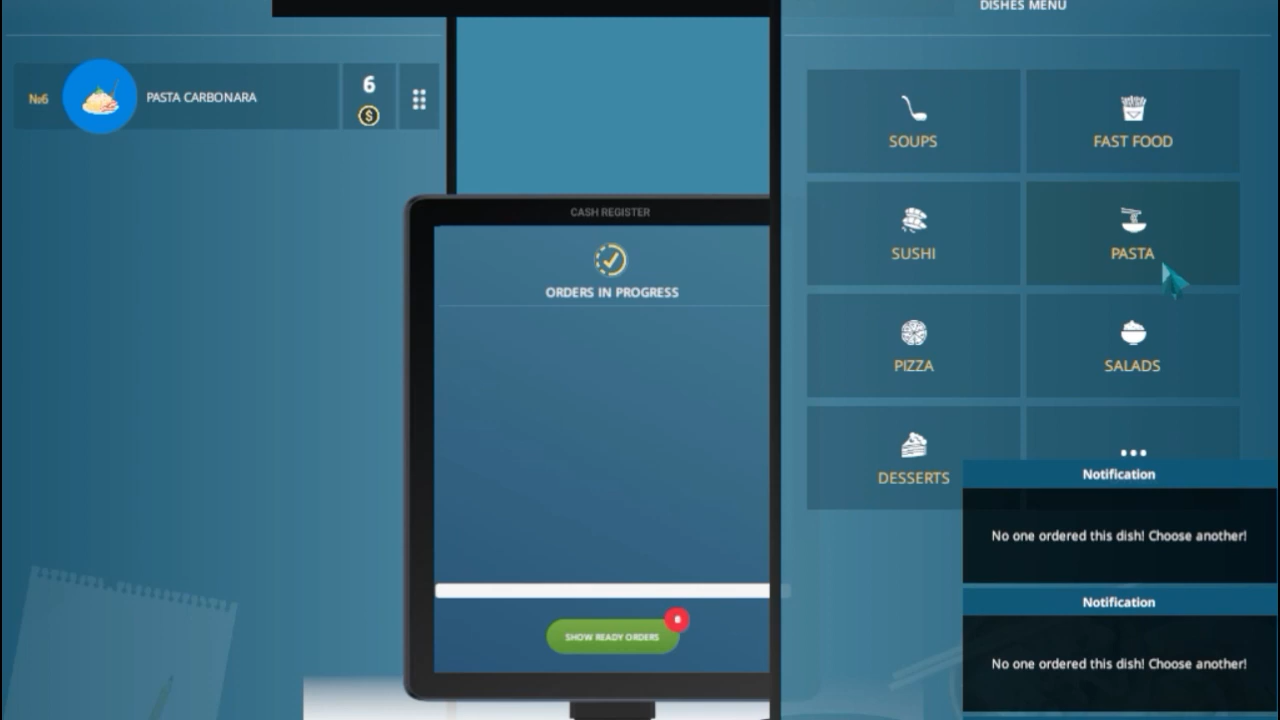 DISHES MENU
№6
PASTA CARBONARA
6
SOUPS
FAST FOOD
CASH REGISTER
SUSHI
PASTA
ORDERS IN PROGRESS
PIZZA
SALADS
DESSERTS
Notification
No one ordered this dish! Choose another!
Notification
SHOW READY ORDERS
No one ordered this dish! Choose another!